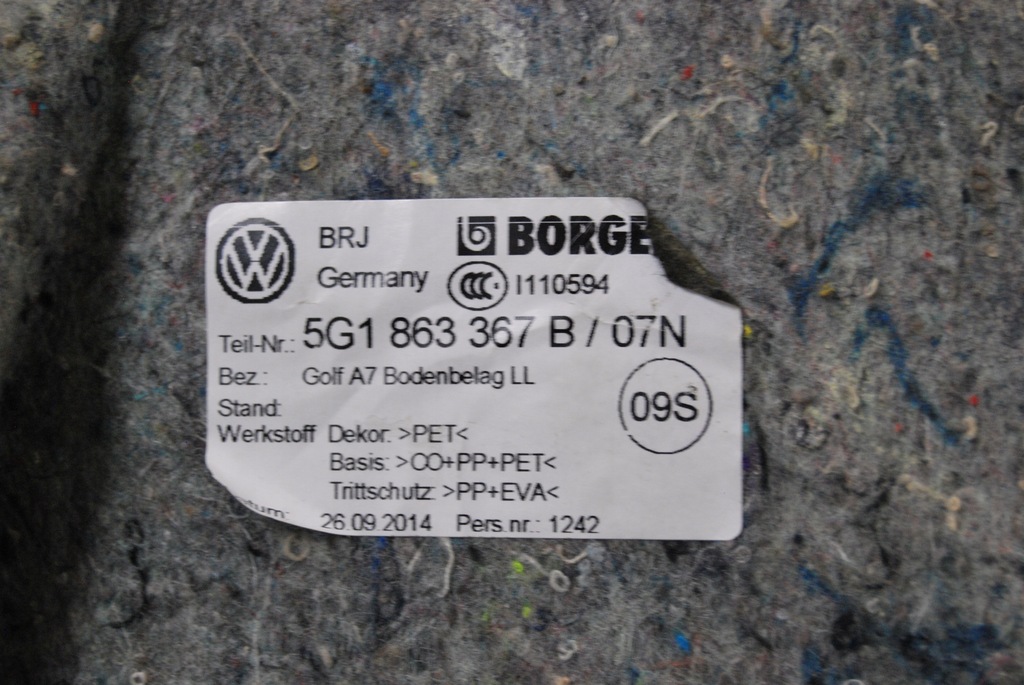 BRJ BORGE
Germany CCC I110594
Teil-Nr.: 5G1 863 367 B / 07N
Bez.: Golf A7 Bodenbelag LL
Stand: 09S
Werkstoff Dekor: >PET<
Basis: >CO+PP+PET<
Trittschutz: >PP+EVA<
26.09.2014 Pers.nr.: 1242